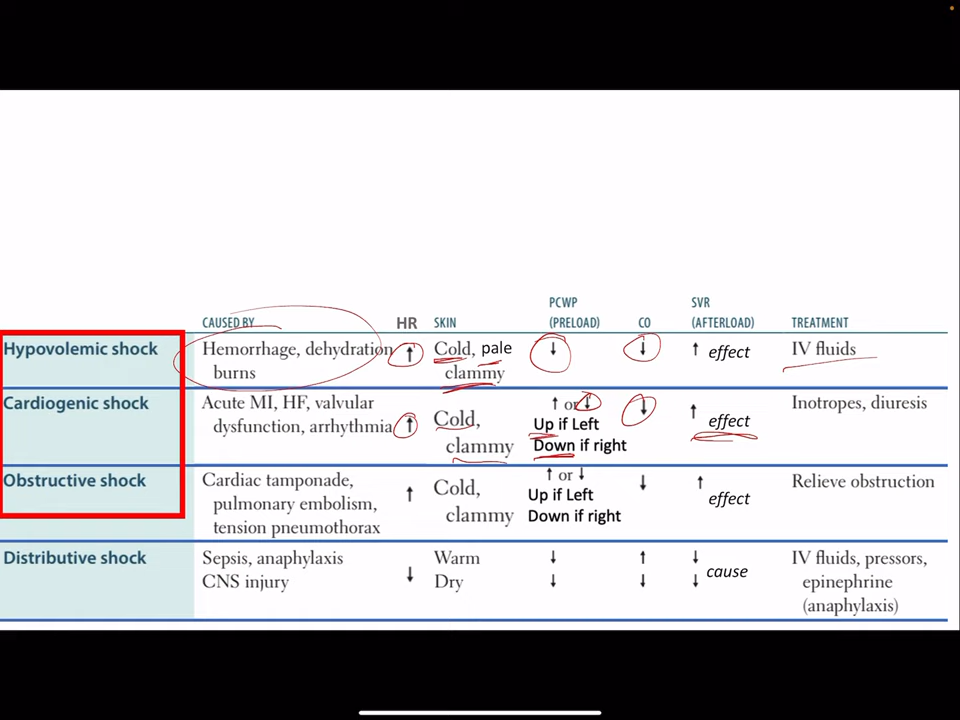 PCWP SVR
CAUSED BY HR SKIN (PRELOAD) CO (AFTERLOAD) TREATMENT
Hypovolemic shock Hemorrhage, dehydration ↑ Cold, pale ↓ ↓ ↑ effect IV fluids
burns clammy
Cardiogenic shock Acute MI, HF, valvular ↑ or ↓ ↓ ↑ Inotropes, diuresis
dysfunction, arrhythmia ↑ Cold, Up if Left effect
clammy Down if right
Obstructive shock Cardiac tamponade, ↑ or ↓ ↓ ↑ Relieve obstruction
pulmonary embolism, ↑ Cold, Up if Left effect
tension pneumothorax clammy Down if right
Distributive shock Sepsis, anaphylaxis Warm ↓ ↑ ↓ cause IV fluids, pressors,
CNS injury ↓ Dry ↓ ↓ ↓ epinephrine
(anaphylaxis)